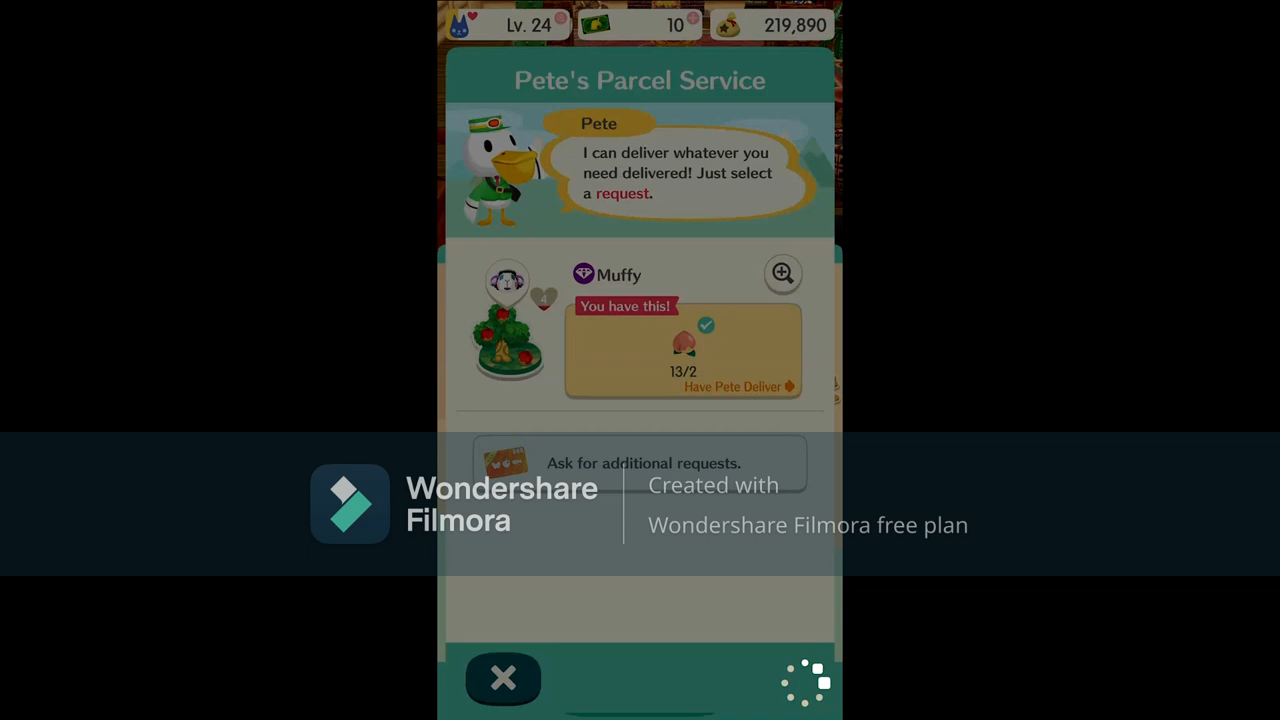 Lv. 24
10
219,890
Pete's Parcel Service
Pete
I can deliver whatever you
need delivered! Just select
a request.
Muffy
4
You have this!
13/2
Have Pete Deliver
Ask for additional requests.
Wondershare
Filmora
Created with
Wondershare Filmora free plan